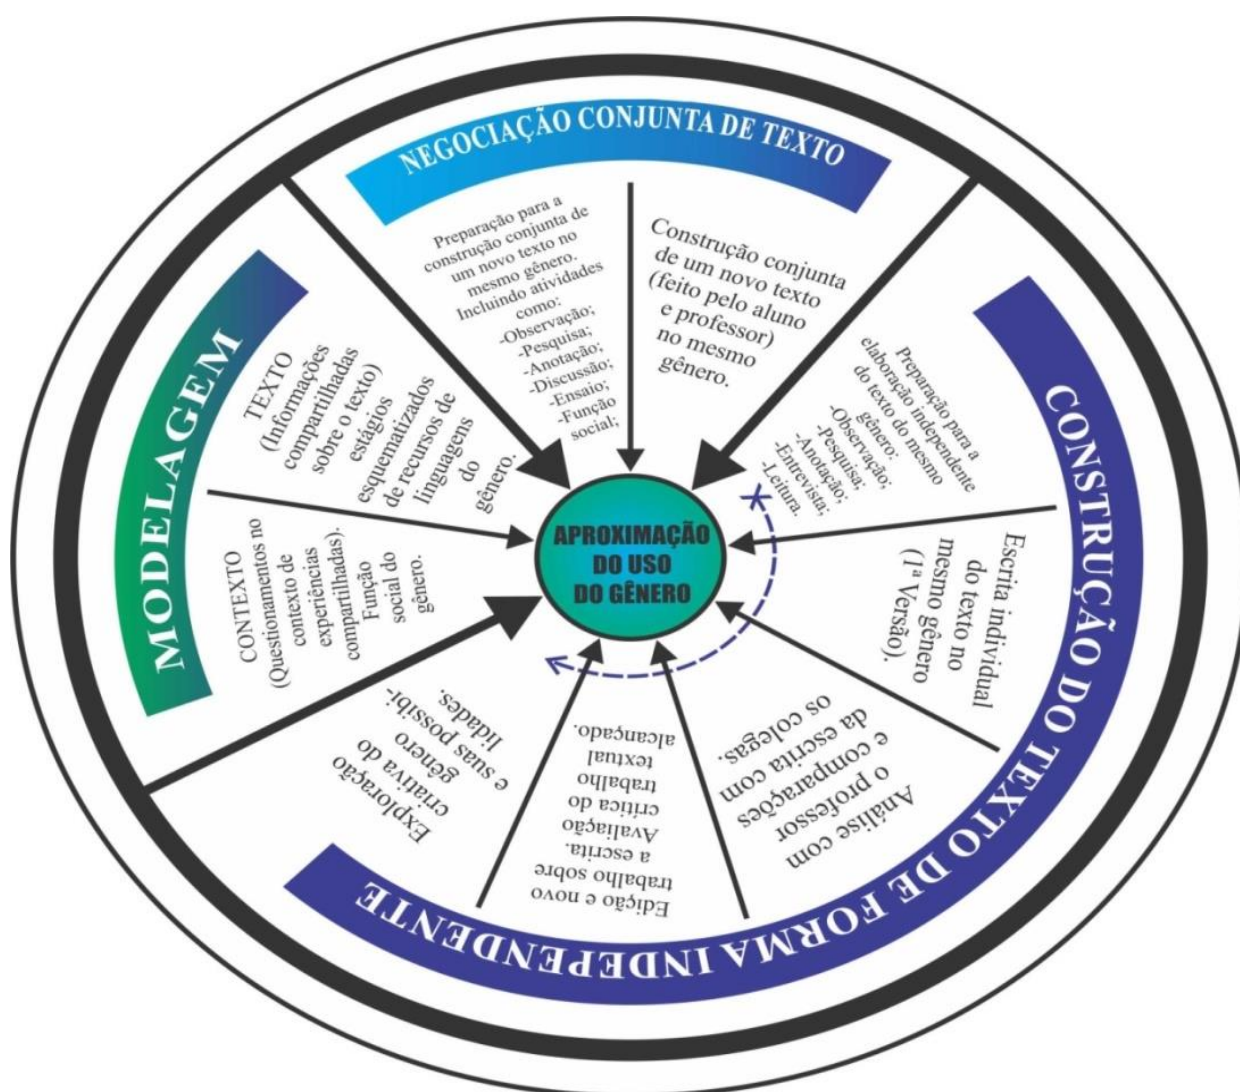 NEGOCIAÇÃO CONJUNTA DE TEXTO
Preparação para a
construção conjunta de
um novo texto no
mesmo gênero.
Incluindo atividades
como:
-Observação;
-Pesquisa;
-Anotação;
-Discussão;
-Ensaio;
-Função
social;
Construção conjunta
de um novo texto
(feito pelo aluno
e professor)
no mesmo
gênero.
MODELAGEM
TEXTO
(Informações
compartilhadas
sobre o texto)
estágios
esquematizados
de recursos de
linguagens
do
gênero.
CONTEXTO
(Questionamentos no
contexto de
experiências
compartilhadas).
Função
social do
gênero.
CONSTRUÇÃO DO TEXTO DE FORMA INDEPENDENTE
Preparação para a
elaboração independente
do texto do mesmo
gênero:
-Observação;
-Pesquisa;
-Anotação;
-Entrevista;
-Leitura.
Escrita individual
do texto no
mesmo gênero
(1ª Versão).
Análise com
o professor
e comparações
da escrita com
os colegas.
Edição e novo
trabalho sobre
a escrita.
Avaliação
crítica do
trabalho
textual
alcançado.
Exploração
criativa do
gênero
e suas possibi-
lidades.
APROXIMAÇÃO
DO USO
DO GÊNERO